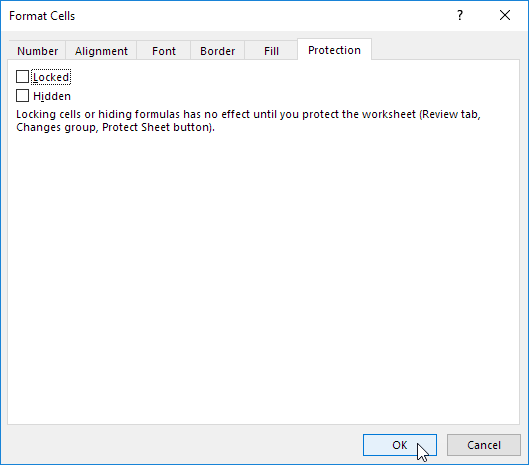 Format Cells
?
Number Alignment Font Border Fill Protection
Locked
Hidden
Locking cells or hiding formulas has no effect until you protect the worksheet (Review tab,
Changes group, Protect Sheet button).
OK Cancel